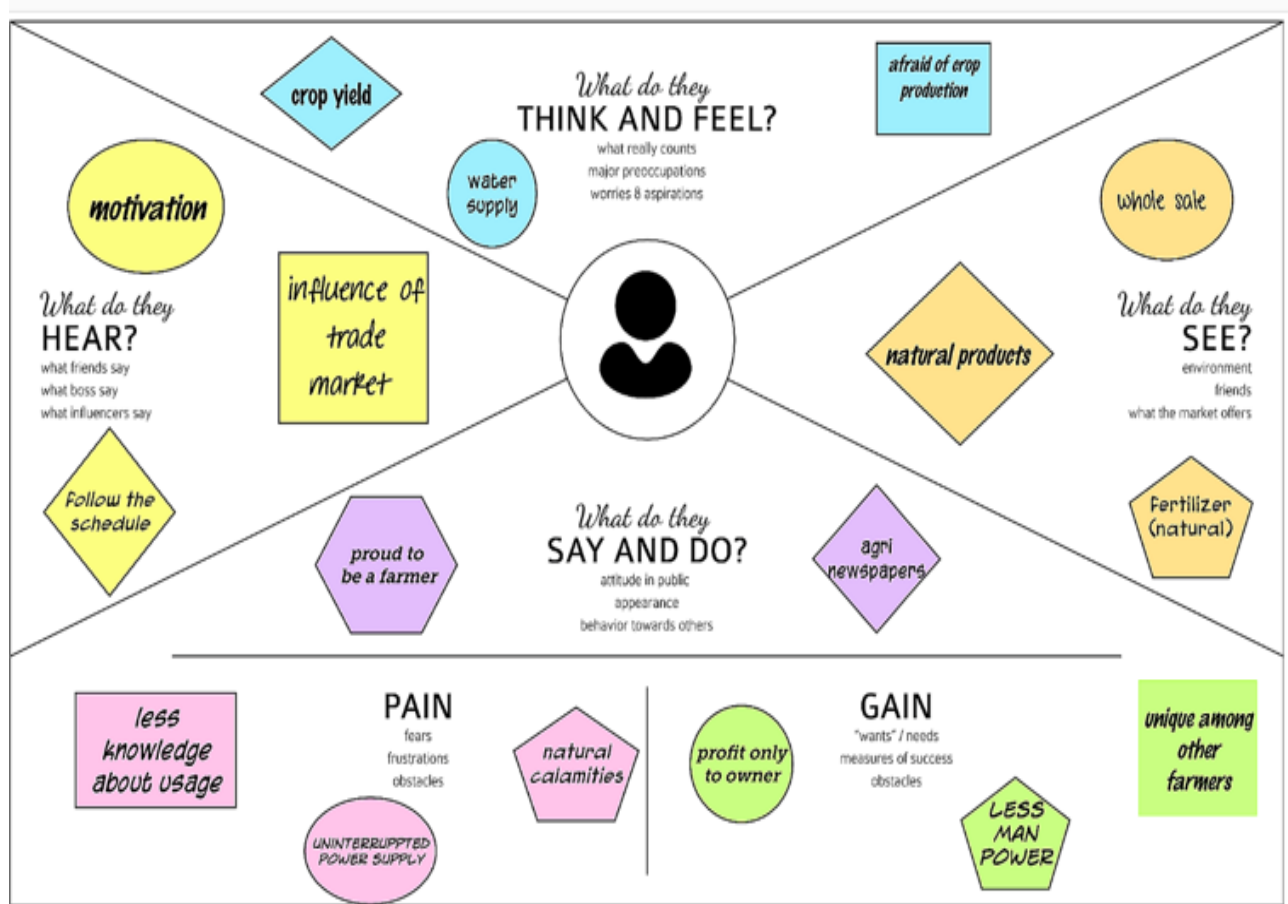 crop yield
What do they
THINK AND FEEL?
what really counts
major preoccupations
worries 8 aspirations
water
supply
afraid of crop
production
motivation
influence of
trade
market
What do they
HEAR?
what friends say
what boss say
what influencers say
follow the
schedule
whole sale
natural products
What do they
SEE?
environment
friends
what the market offers
fertilizer
(natural)
What do they
SAY AND DO?
attitude in public
appearance
behavior towards others
proud to
be a farmer
agri
newspapers
PAIN
fears
frustrations
obstacles
less
knowledge
about usage
natural
calamities
UNINTERRUPPTED
POWER SUPPLY
GAIN
"wants" / needs
measures of success
obstacles
profit only
to owner
LESS
MAN
POWER
unique among
other
farmers